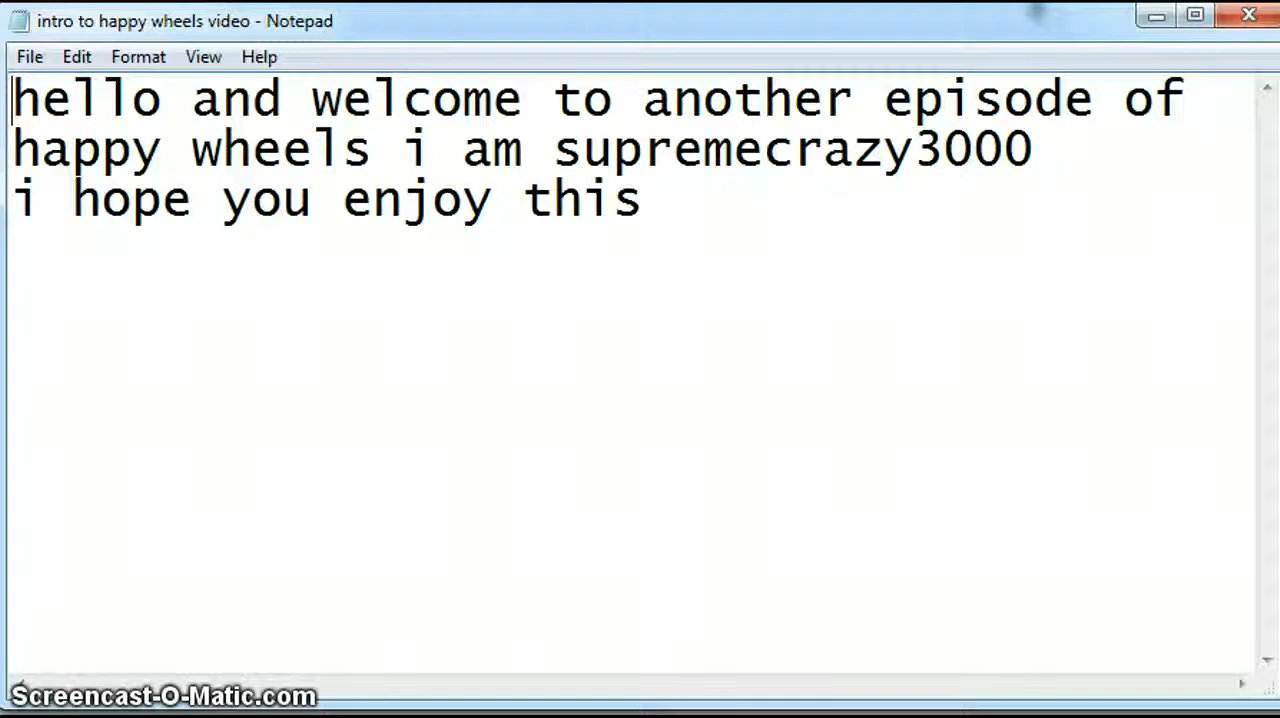 intro to happy wheels video - Notepad
File Edit Format View Help
hello and welcome to another episode of
happy wheels i am supremecrazy3000
i hope you enjoy this
Screencast-O-Matic.com